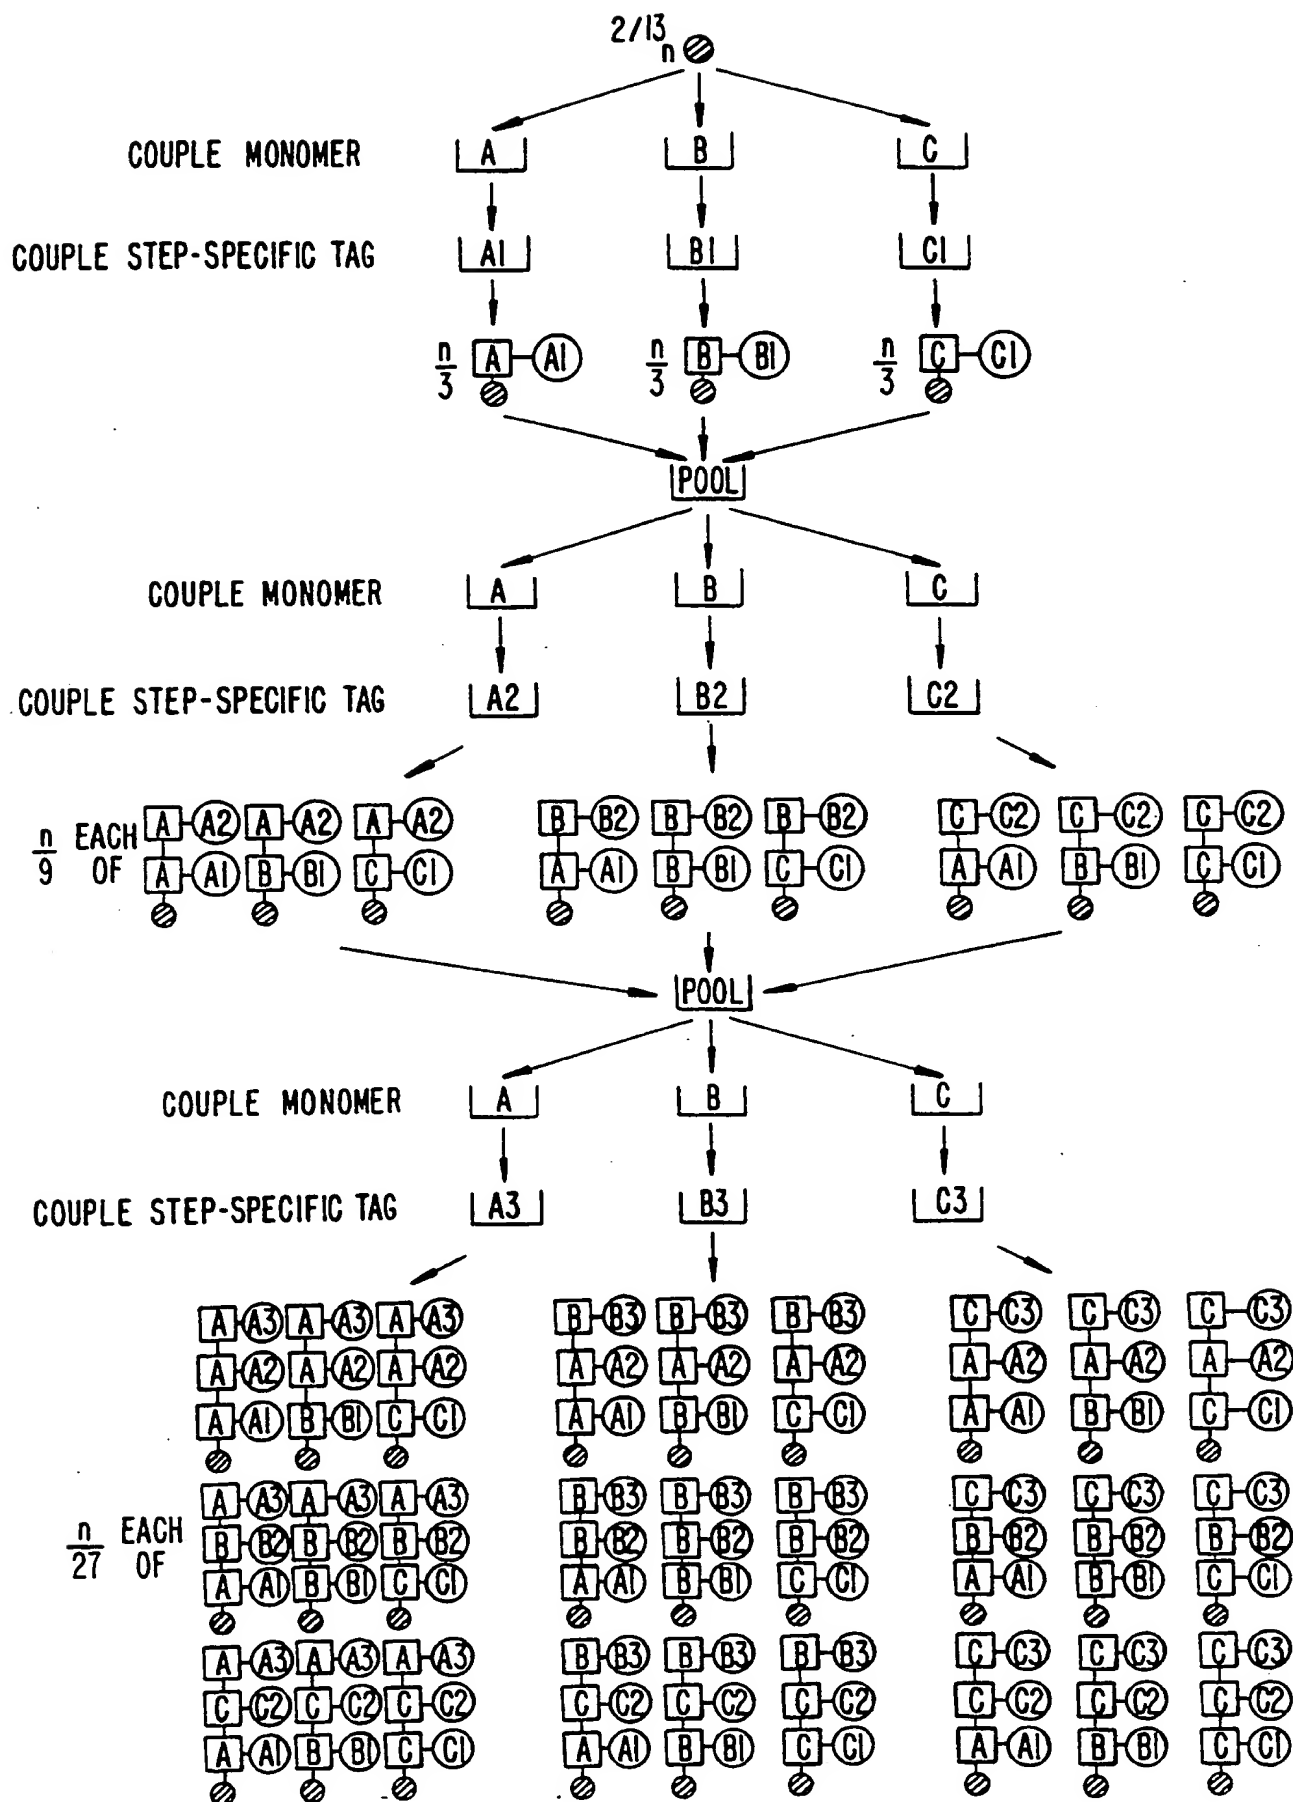 2/13
n
COUPLE MONOMER A B C
COUPLE STEP-SPECIFIC TAG A1 B1 C1
n/3 A A1 n/3 B B1 n/3 C C1
POOL
COUPLE MONOMER A B C
COUPLE STEP-SPECIFIC TAG A2 B2 C2
n/9 EACH OF
A A2 A A2 A A2 B B2 B B2 B B2 C C2 C C2 C C2
A A1 B B1 C C1 A A1 B B1 C C1 A A1 B B1 C C1
POOL
COUPLE MONOMER A B C
COUPLE STEP-SPECIFIC TAG A3 B3 C3
A A3 A A3 A A3 B B3 B B3 B B3 C C3 C C3 C C3
A A2 A A2 A A2 A A2 A A2 A A2 A A2 A A2 A A2
A A1 B B1 C C1 A A1 B B1 C C1 A A1 B B1 C C1
n/27 EACH OF
A A3 A A3 A A3 B B3 B B3 B B3 C C3 C C3 C C3
B B2 B B2 B B2 B B2 B B2 B B2 B B2 B B2 B B2
A A1 B B1 C C1 A A1 B B1 C C1 A A1 B B1 C C1
A A3 A A3 A A3 B B3 B B3 B B3 C C3 C C3 C C3
C C2 C C2 C C2 C C2 C C2 C C2 C C2 C C2 C C2
A A1 B B1 C C1 A A1 B B1 C C1 A A1 B B1 C C1